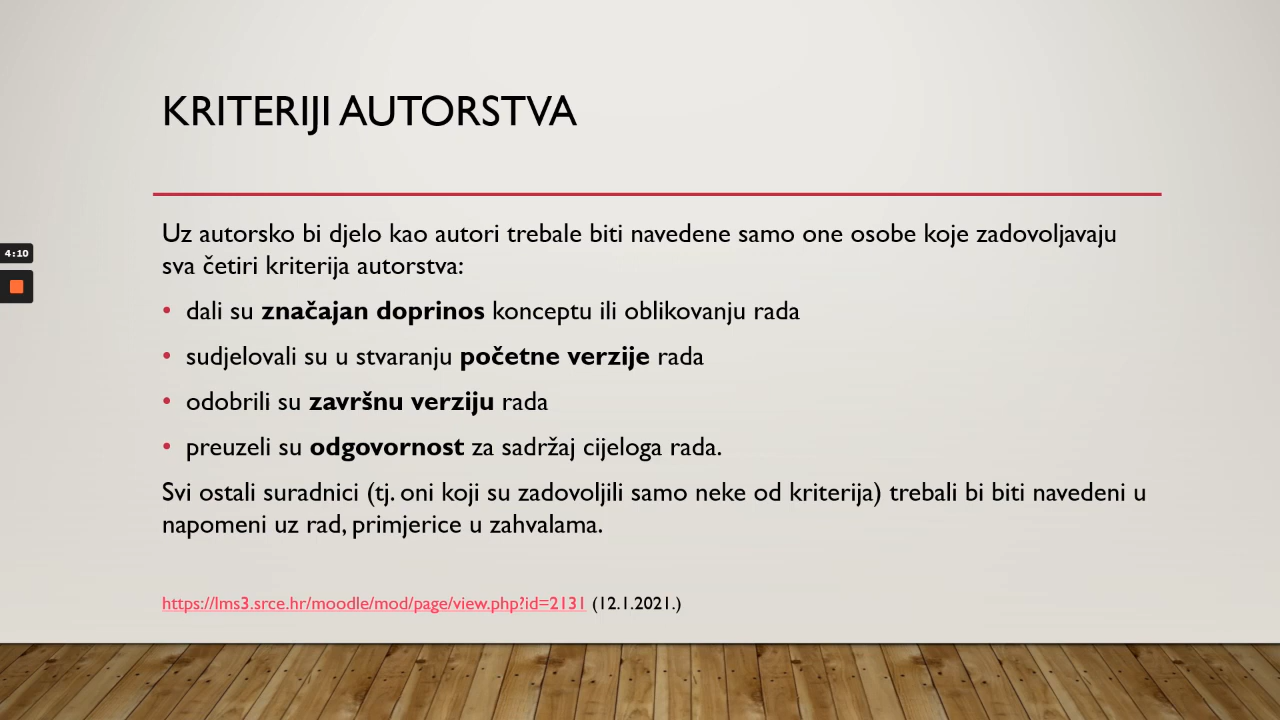 KRITERIJI AUTORSTVA
Uz autorsko bi djelo kao autori trebale biti navedene samo one osobe koje zadovoljavaju
sva četiri kriterija autorstva:
• dali su značajan doprinos konceptu ili oblikovanju rada
• sudjelovali su u stvaranju početne verzije rada
• odobrili su završnu verziju rada
• preuzeli su odgovornost za sadržaj cijeloga rada.
Svi ostali suradnici (tj. oni koji su zadovoljili samo neke od kriterija) trebali bi biti navedeni u
napomeni uz rad, primjerice u zahvalama.
4:10
https://lms3.srce.hr/moodle/mod/page/view.php?id=2131 (12.1.2021.)